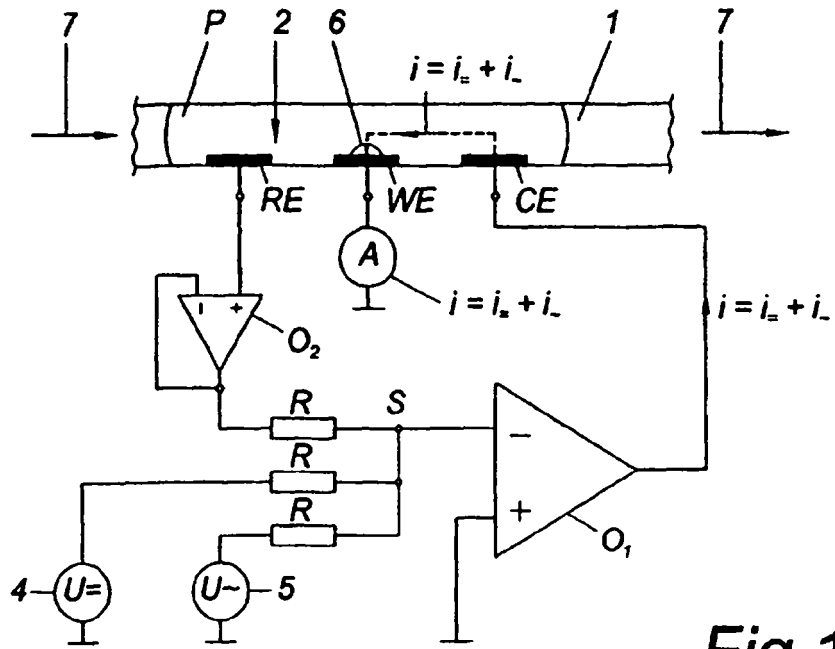 7 P 2 6 1 7
i = i₌ + i₋
RE WE CE
A
i = i₌ + i₋
i = i₌ + i₋
− +
O₂
R S
R
R
−
+
O₁
4 U= U~ 5
Fig.1